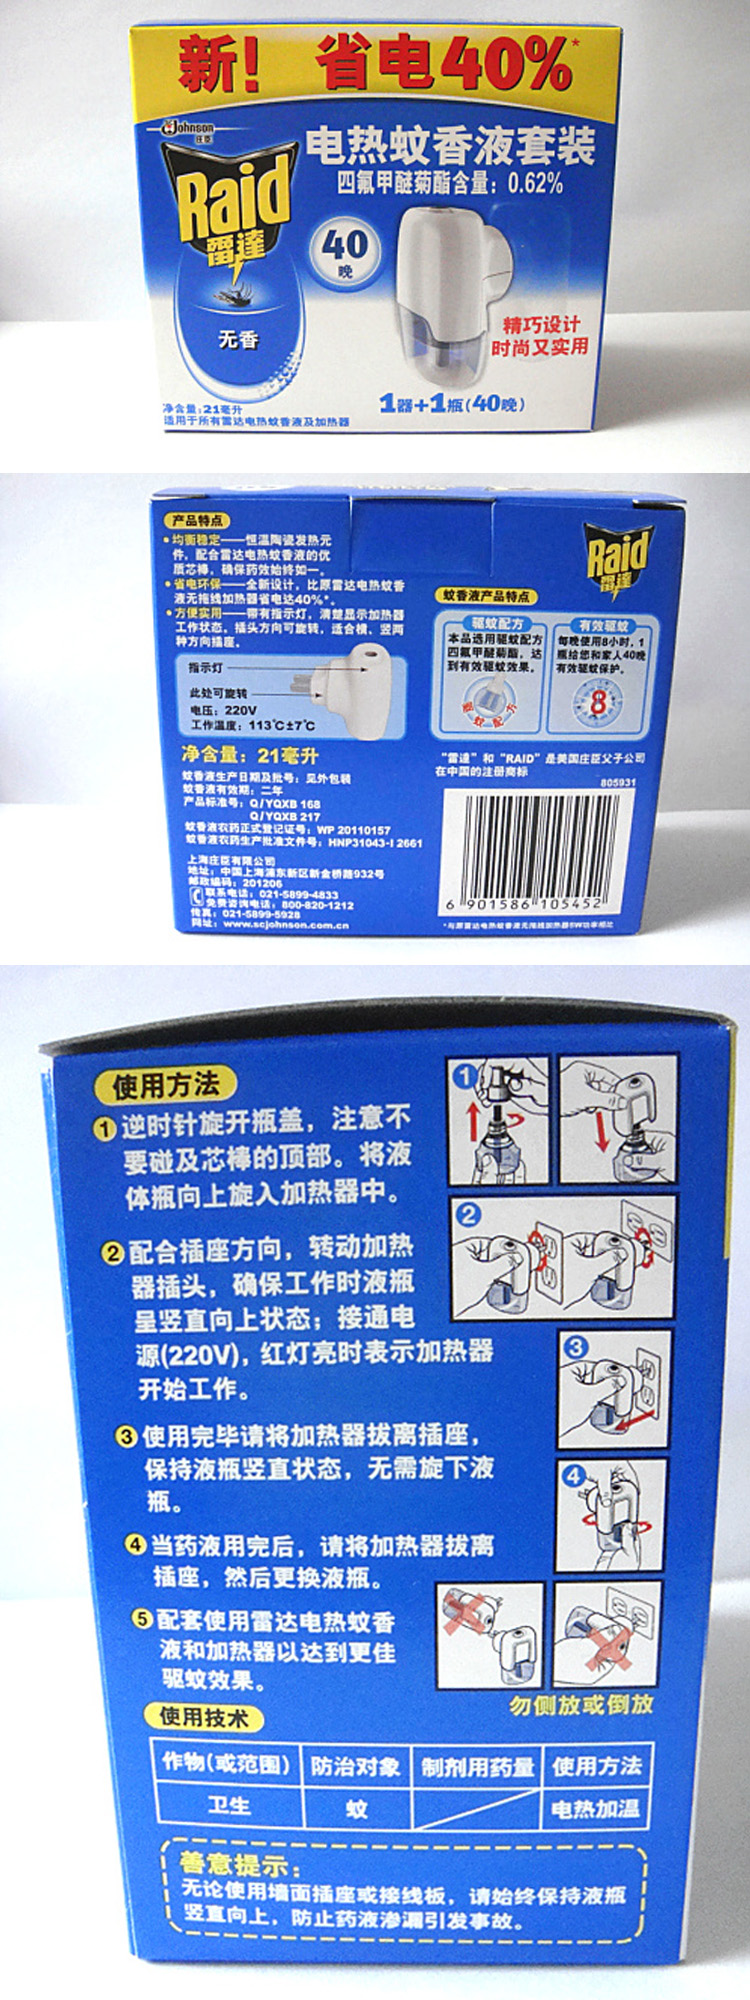 新! 省电40%*
Johnson
庄臣
Raid
雷達
电热蚊香液套装
四氟甲醚菊酯含量：0.62%
40
晚
无香
精巧设计
时尚又实用
1器+1瓶(40晚)
净含量：21毫升
适用于所有雷达电热蚊香液及加热器
产品特点
●均衡稳定——恒温陶瓷发热元
件，配合雷达电热蚊香液的优
质芯棒，确保药效始终如一。
●省电环保——全新设计，比原雷达电热蚊香
液无拖线加热器省电达40%*。
●方便实用——带有指示灯，清楚显示加热器
工作状态。插头方向可旋转，适合横、竖两
种方向插座。
指示灯
此处可旋转
电压：220V
工作温度：113℃±7℃
净含量：21毫升
蚊香液生产日期及批号：见外包装
蚊香液有效期：二年
产品标准号：Q/YQXB 168
Q/YQXB 217
蚊香液农药正式登记证号：WP 20110157
蚊香液农药生产批准文件号：HNP31043-I 2661
上海庄臣有限公司
地址：中国上海浦东新区新金桥路932号
邮政编码：201206
联系电话：021-5899-4833
免费咨询电话：800-820-1212
传真：021-5899-5928
网址：www.scjohnson.com.cn
Raid
雷達
蚊香液产品特点
驱蚊配方
本品选用驱蚊配方
四氟甲醚菊酯，达
到有效驱蚊效果。
驱蚊配方
有效驱蚊
每晚使用8小时，1
瓶给您和家人40晚
有效驱蚊保护。
8
“雷達”和“RAID”是美国庄臣父子公司
在中国的注册商标
805931
6 901586 105452
*与原雷达电热蚊香液无拖线加热器5W功率相比
使用方法
1 逆时针旋开瓶盖，注意不
要碰及芯棒的顶部。将液
体瓶向上旋入加热器中。
2 配合插座方向，转动加热
器插头，确保工作时液瓶
呈竖直向上状态；接通电
源(220V)，红灯亮时表示加热器
开始工作。
3 使用完毕请将加热器拔离插座，
保持液瓶竖直状态，无需旋下液
瓶。
4 当药液用完后，请将加热器拔离
插座，然后更换液瓶。
5 配套使用雷达电热蚊香
液和加热器以达到更佳
驱蚊效果。
1
2
3
4
勿侧放或倒放
使用技术
作物(或范围) 防治对象 制剂用药量 使用方法
卫生 蚊 电热加温
善意提示：
无论使用墙面插座或接线板，请始终保持液瓶
竖直向上，防止药液渗漏引发事故。